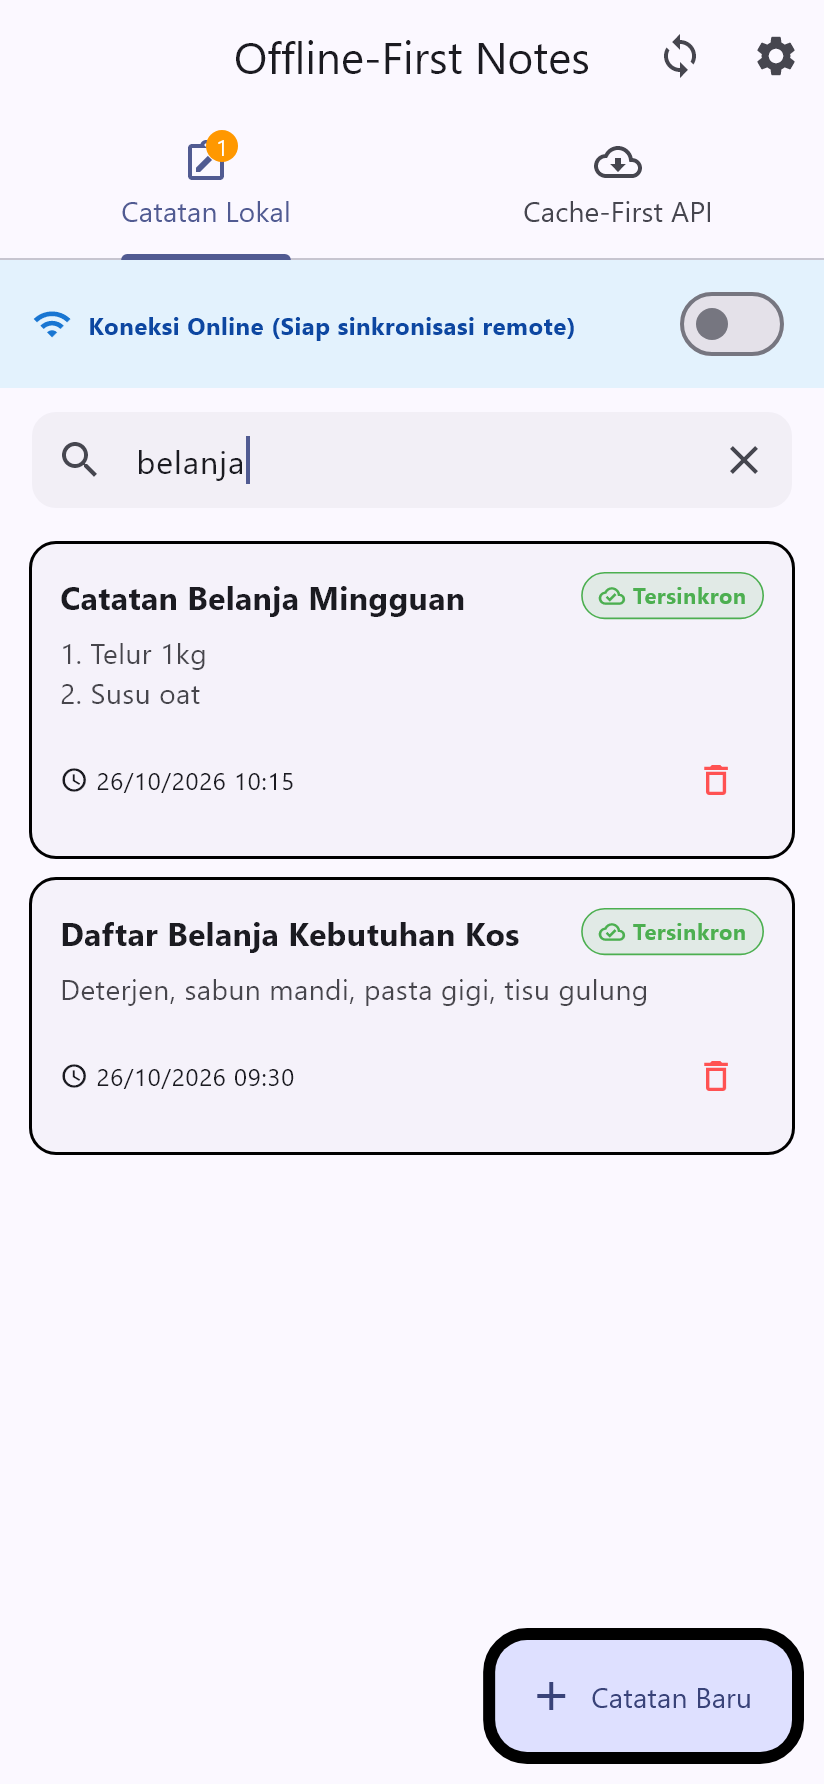 Offline-First Notes
1
Catatan Lokal
Cache-First API
Koneksi Online (Siap sinkronisasi remote)
belanja
Catatan Belanja Mingguan
Tersinkron
1. Telur 1kg
2. Susu oat
26/10/2026 10:15
Daftar Belanja Kebutuhan Kos
Tersinkron
Deterjen, sabun mandi, pasta gigi, tisu gulung
26/10/2026 09:30
Catatan Baru